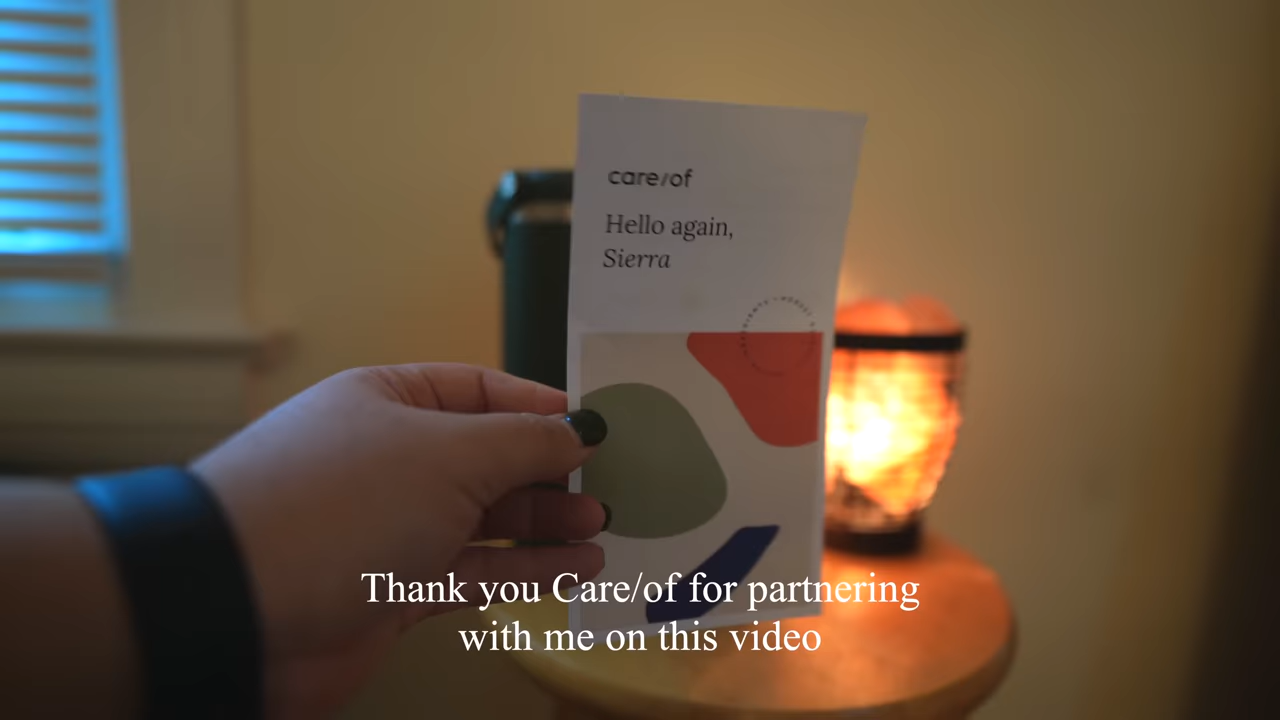 care/of
Hello again,
Sierra
Thank you Care/of for partnering
with me on this video